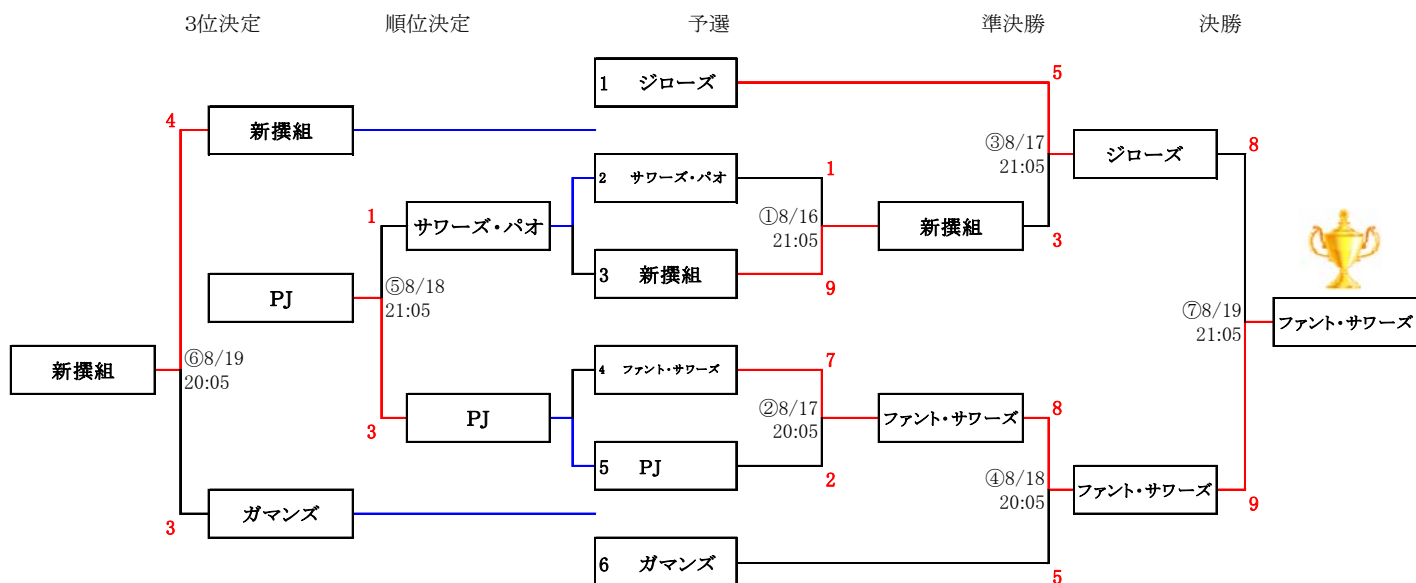 3位決定
順位決定
予選
準決勝
決勝
1 ジローズ
5
4
新撰組
③8/17
21:05
ジローズ
8
2 サワーズ・パオ
1
1
サワーズ・パオ
①8/16
21:05
新撰組
3
3 新撰組
9
PJ
⑤8/18
21:05
⑦8/19
21:05
ファント・サワーズ
新撰組
⑥8/19
20:05
4 ファント・サワーズ
7
3
PJ
②8/17
20:05
ファント・サワーズ
8
5 PJ
2
④8/18
20:05
ファント・サワーズ
9
3
ガマンズ
6 ガマンズ
5